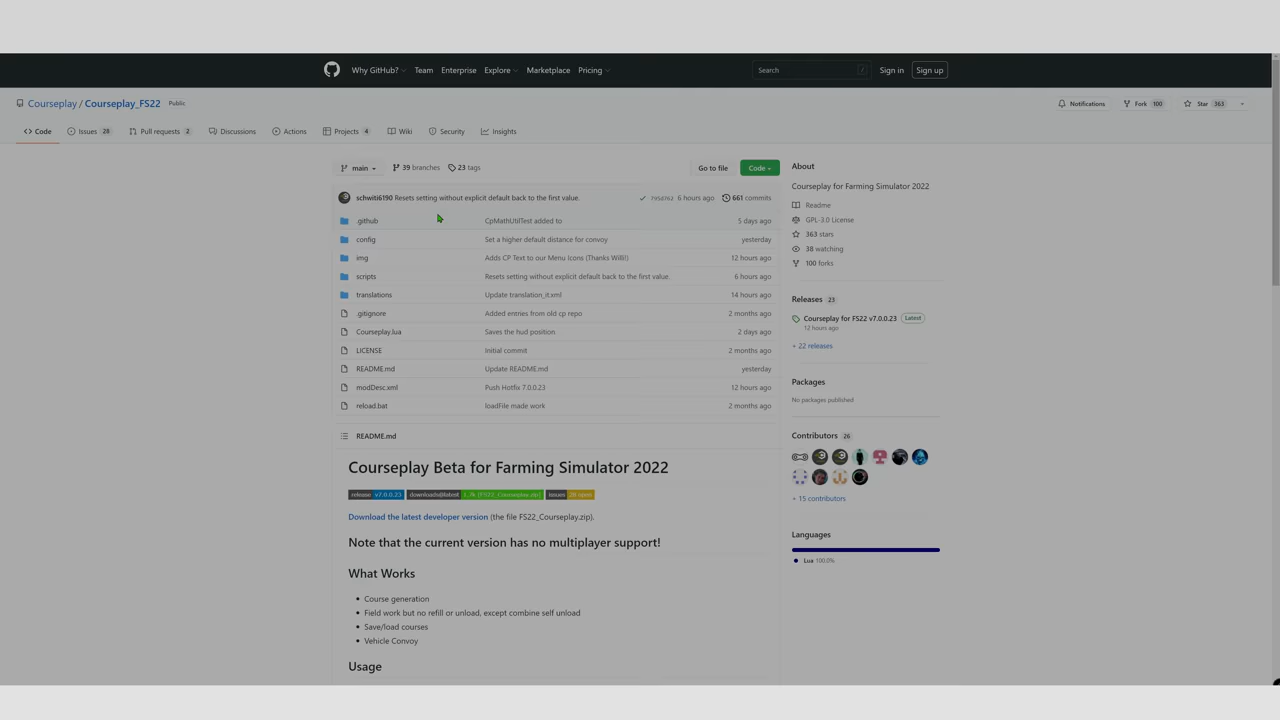 Why GitHub? Team Enterprise Explore Marketplace Pricing Search / Sign in Sign up
Courseplay / Courseplay_FS22 Public Notifications Fork 100 Star 363
Code Issues 28 Pull requests 2 Discussions Actions Projects 4 Wiki Security Insights
main 39 branches 23 tags Go to file Code
schwiti6190 Resets setting without explicit default back to the first value. 6 hours ago 661 commits
.github CpMathUtilTest added to 5 days ago
config Set a higher default distance for convoy yesterday
img Adds CP Text to our Menu icons (Thanks Willi!) 12 hours ago
scripts Resets setting without explicit default back to the first value. 6 hours ago
translations Update translation_it.xml 14 hours ago
.gitignore Added entries from old cp repo 2 months ago
Courseplay.lua Saves the hud position. 2 days ago
LICENSE Initial commit 2 months ago
README.md Update README.md yesterday
modDesc.xml Push Hotfix 7.0.0.23 12 hours ago
reload.bat loadFile made work 2 months ago
README.md
Courseplay Beta for Farming Simulator 2022
release v7.0.0.23 downloads@latest [FS22_Courseplay.zip] issues 28 open
Download the latest developer version (the file FS22_Courseplay.zip).
Note that the current version has no multiplayer support!
What Works
• Course generation
• Field work but no refill or unload, except combine self unload
• Save/load courses
• Vehicle Convoy
Usage
About
Courseplay for Farming Simulator 2022
Readme
GPL-3.0 License
363 stars
38 watching
100 forks
Releases 23
Courseplay for FS22 v7.0.0.23 Latest
12 hours ago
+ 22 releases
Packages
No packages published
Contributors 26
+ 15 contributors
Languages
Lua 100.0%